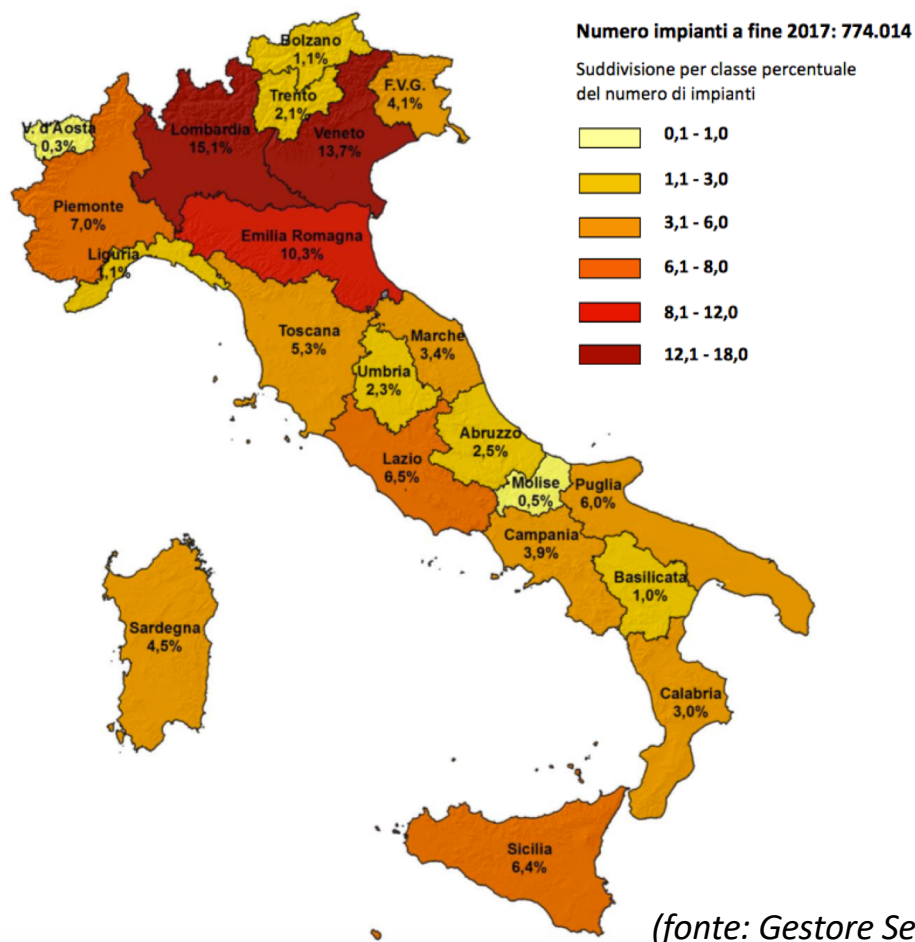 Numero impianti a fine 2017: 774.014
Suddivisione per classe percentuale
del numero di impianti
0,1 - 1,0
1,1 - 3,0
3,1 - 6,0
6,1 - 8,0
8,1 - 12,0
12,1 - 18,0
Bolzano
1,1%
Trento
2,1%
F.V.G.
4,1%
V. d'Aosta
0,3%
Lombardia
15,1%
Veneto
13,7%
Piemonte
7,0%
Emilia Romagna
10,3%
Liguria
1,1%
Toscana
5,3%
Marche
3,4%
Umbria
2,3%
Abruzzo
2,5%
Lazio
6,5%
Molise
0,5%
Puglia
6,0%
Campania
3,9%
Basilicata
1,0%
Sardegna
4,5%
Calabria
3,0%
Sicilia
6,4%
(fonte: Gestore Se